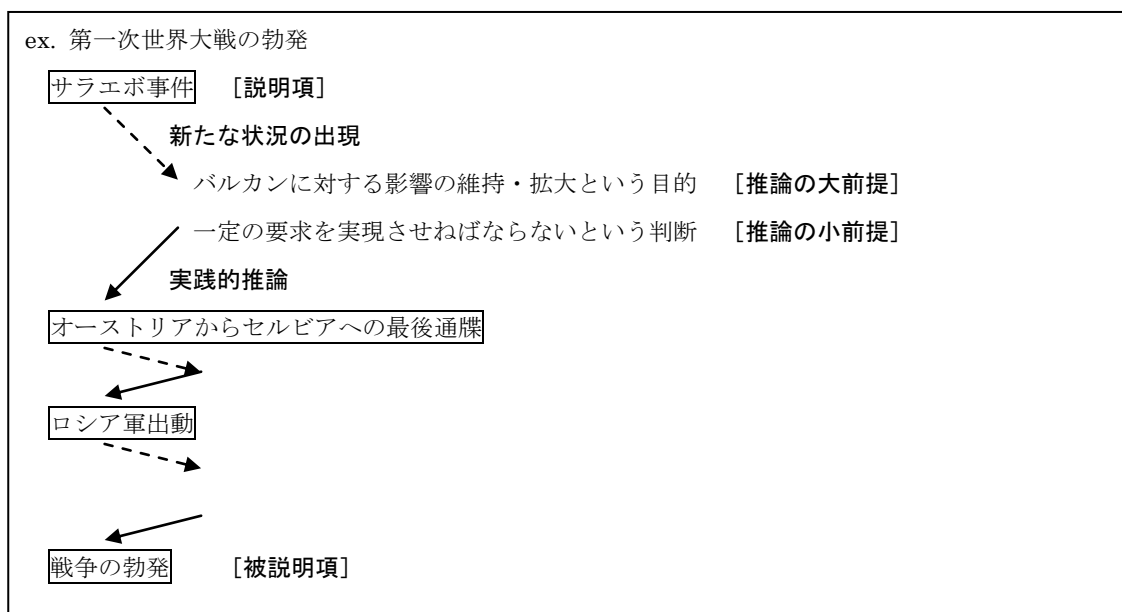 ex. 第一次世界大戦の勃発
サラエボ事件 [説明項]
新たな状況の出現
バルカンに対する影響の維持・拡大という目的 [推論の大前提]
一定の要求を実現させねばならないという判断 [推論の小前提]
実践的推論
オーストリアからセルビアへの最後通牒
ロシア軍出動
戦争の勃発 [被説明項]